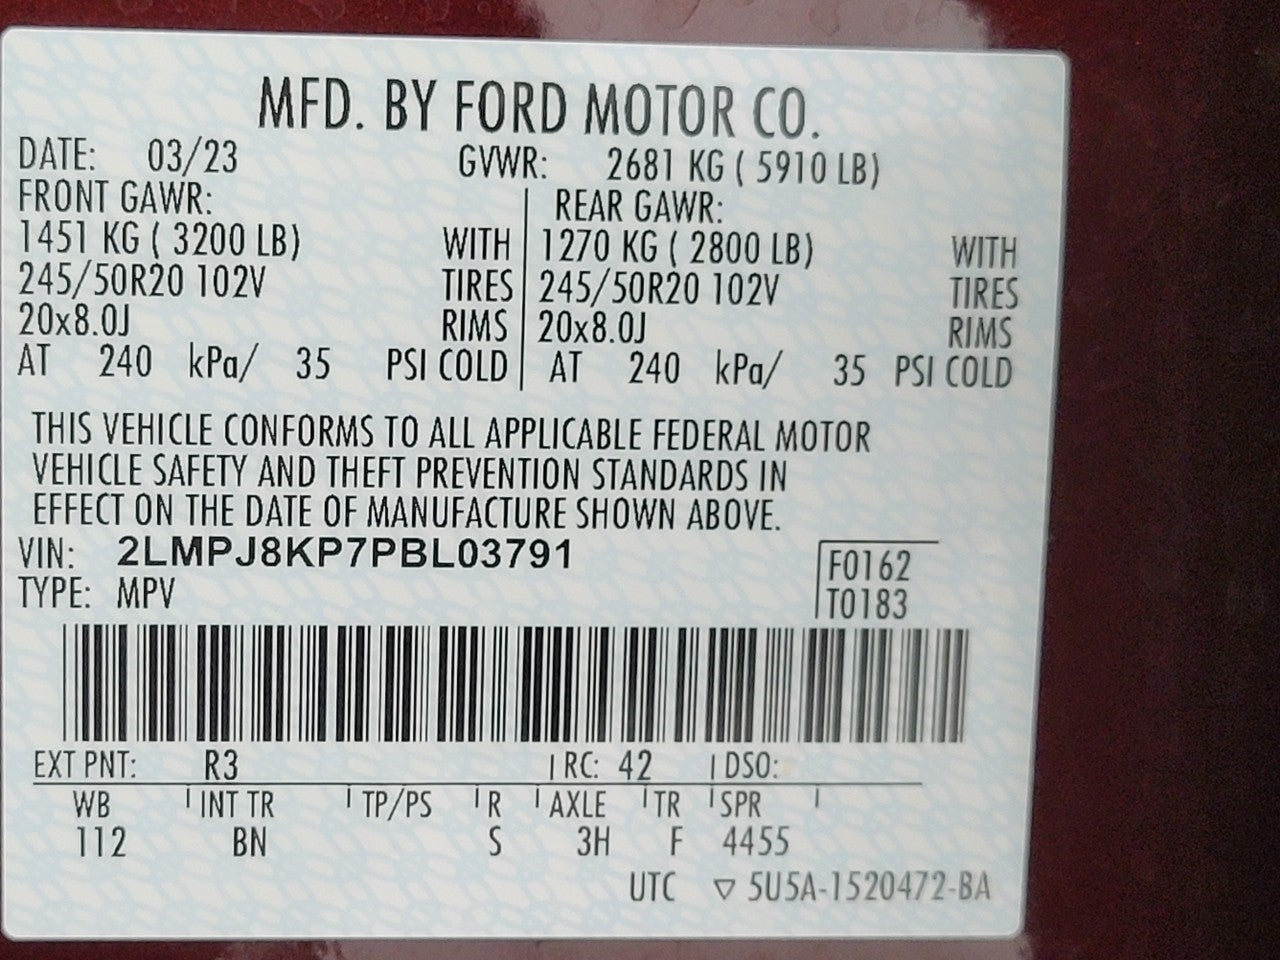 MFD. BY FORD MOTOR CO.
DATE: 03/23 GVWR: 2681 KG ( 5910 LB)
FRONT GAWR: REAR GAWR:
1451 KG ( 3200 LB) WITH 1270 KG ( 2800 LB) WITH
245/50R20 102V TIRES 245/50R20 102V TIRES
20x8.0J RIMS 20x8.0J RIMS
AT 240 kPa/ 35 PSI COLD AT 240 kPa/ 35 PSI COLD
THIS VEHICLE CONFORMS TO ALL APPLICABLE FEDERAL MOTOR
VEHICLE SAFETY AND THEFT PREVENTION STANDARDS IN
EFFECT ON THE DATE OF MANUFACTURE SHOWN ABOVE.
VIN: 2LMPJ8KP7PBL03791 F0162
TYPE: MPV T0183
EXT PNT: R3 RC: 42 DSO:
WB INT TR TP/PS R AXLE TR SPR
112 BN S 3H F 4455
UTC ▽ 5U5A-1520472-BA